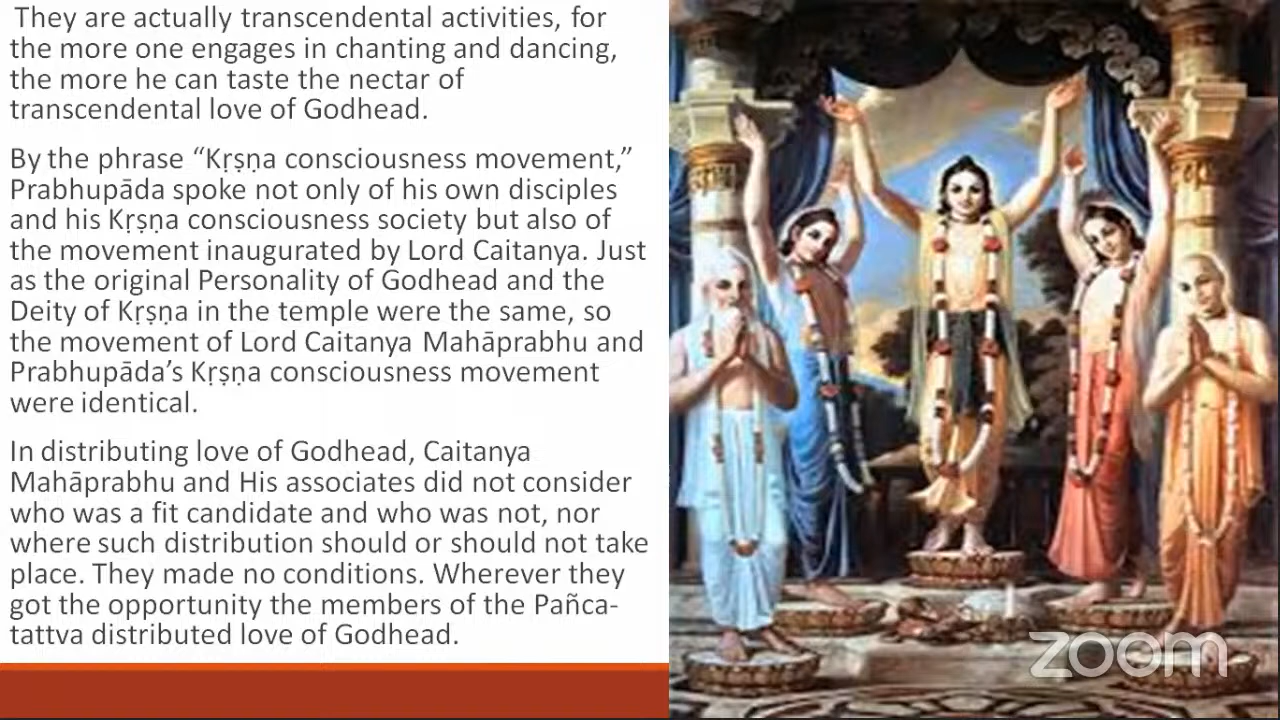 They are actually transcendental activities, for
the more one engages in chanting and dancing,
the more he can taste the nectar of
transcendental love of Godhead.
By the phrase “Kṛṣṇa consciousness movement,”
Prabhupāda spoke not only of his own disciples
and his Kṛṣṇa consciousness society but also of
the movement inaugurated by Lord Caitanya. Just
as the original Personality of Godhead and the
Deity of Kṛṣṇa in the temple were the same, so
the movement of Lord Caitanya Mahāprabhu and
Prabhupāda’s Kṛṣṇa consciousness movement
were identical.
In distributing love of Godhead, Caitanya
Mahāprabhu and His associates did not consider
who was a fit candidate and who was not, nor
where such distribution should or should not take
place. They made no conditions. Wherever they
got the opportunity the members of the Pañca-
tattva distributed love of Godhead.
zoom